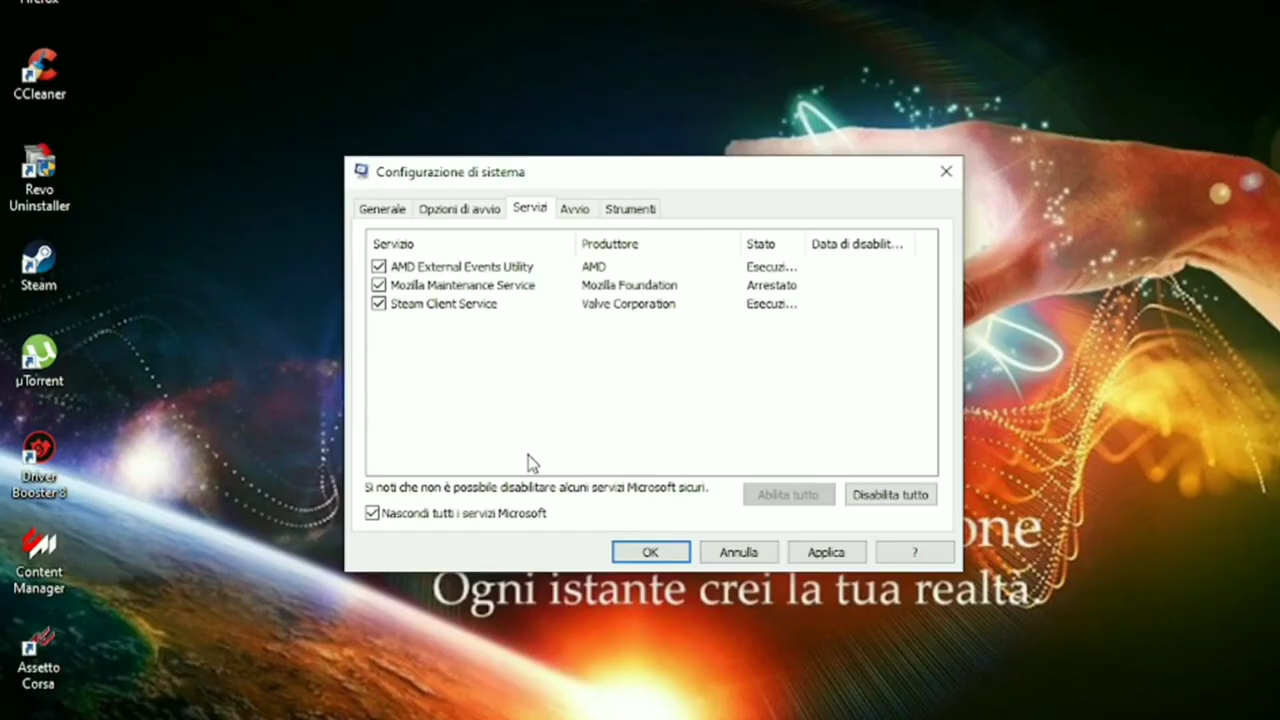 Firefox
CCleaner
Revo
Uninstaller
Steam
µTorrent
Driver
Booster 8
Content
Manager
Assetto
Corsa
Configurazione di sistema
Generale Opzioni di avvio Servizi Avvio Strumenti
Servizio Produttore Stato Data di disabilit...
AMD External Events Utility AMD Esecuzi...
Mozilla Maintenance Service Mozilla Foundation Arrestato
Steam Client Service Valve Corporation Esecuzi...
Si noti che non è possibile disabilitare alcuni servizi Microsoft sicuri.
Abilita tutto Disabilita tutto
Nascondi tutti i servizi Microsoft
OK Annulla Applica ?
one
Ogni istante crei la tua realtà.